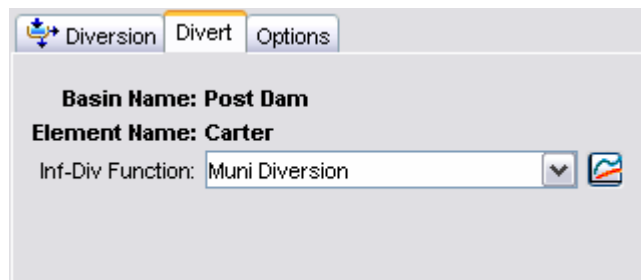 Diversion Divert Options
Basin Name: Post Dam
Element Name: Carter
Inf-Div Function: Muni Diversion